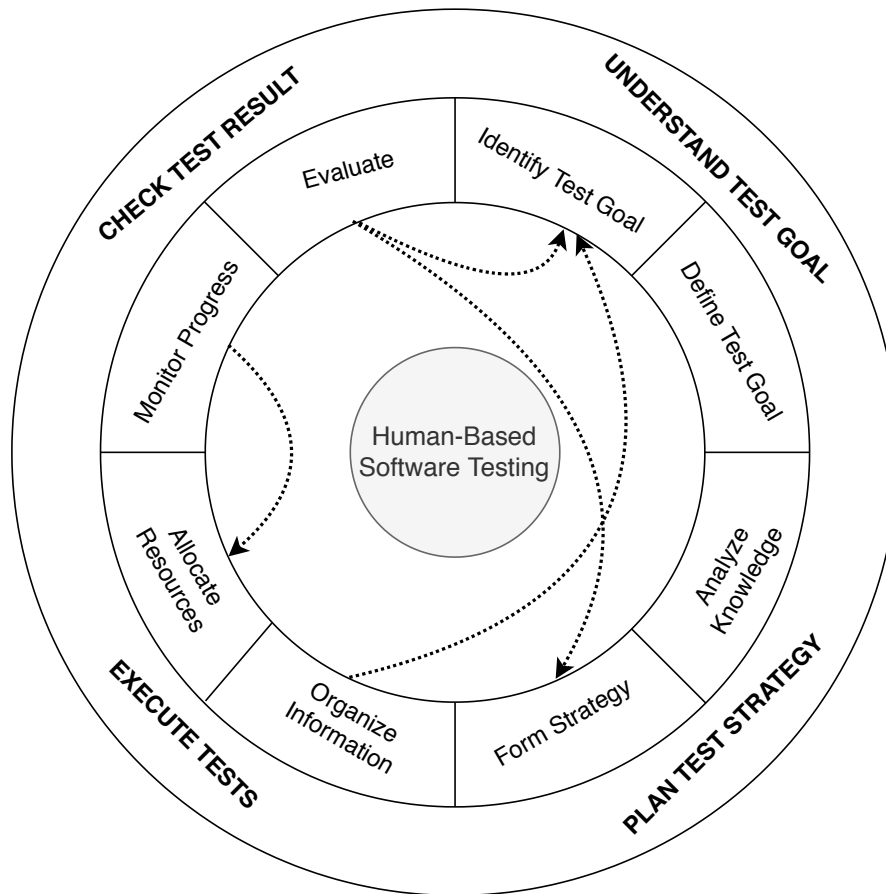 UNDERSTAND TEST GOAL
Identify Test Goal
Define Test Goal
PLAN TEST STRATEGY
Analyze
Knowledge
Form Strategy
EXECUTE TESTS
Organize
Information
Allocate
Resources
CHECK TEST RESULT
Monitor Progress
Evaluate
Human-Based
Software Testing